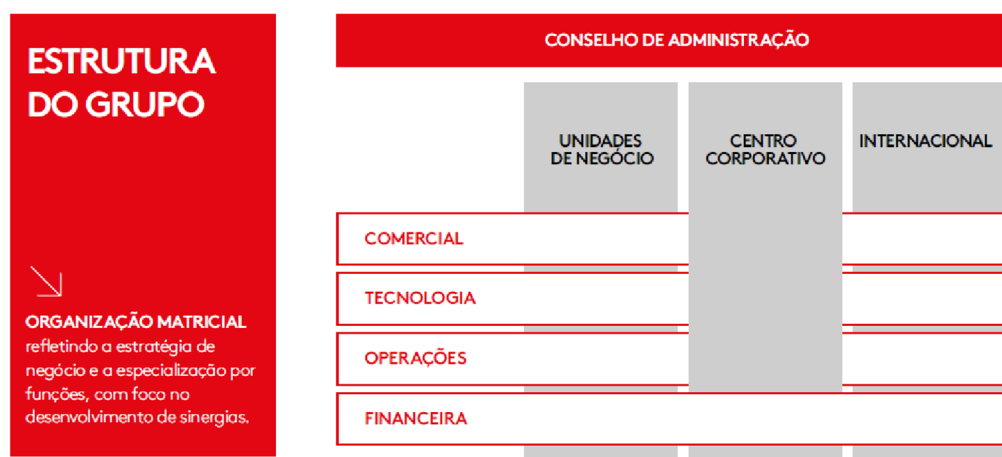 ESTRUTURA
DO GRUPO
ORGANIZAÇÃO MATRICIAL
refletindo a estratégia de
negócio e a especialização por
funções, com foco no
desenvolvimento de sinergias.
CONSELHO DE ADMINISTRAÇÃO
UNIDADES
DE NEGÓCIO
CENTRO
CORPORATIVO
INTERNACIONAL
COMERCIAL
TECNOLOGIA
OPERAÇÕES
FINANCEIRA